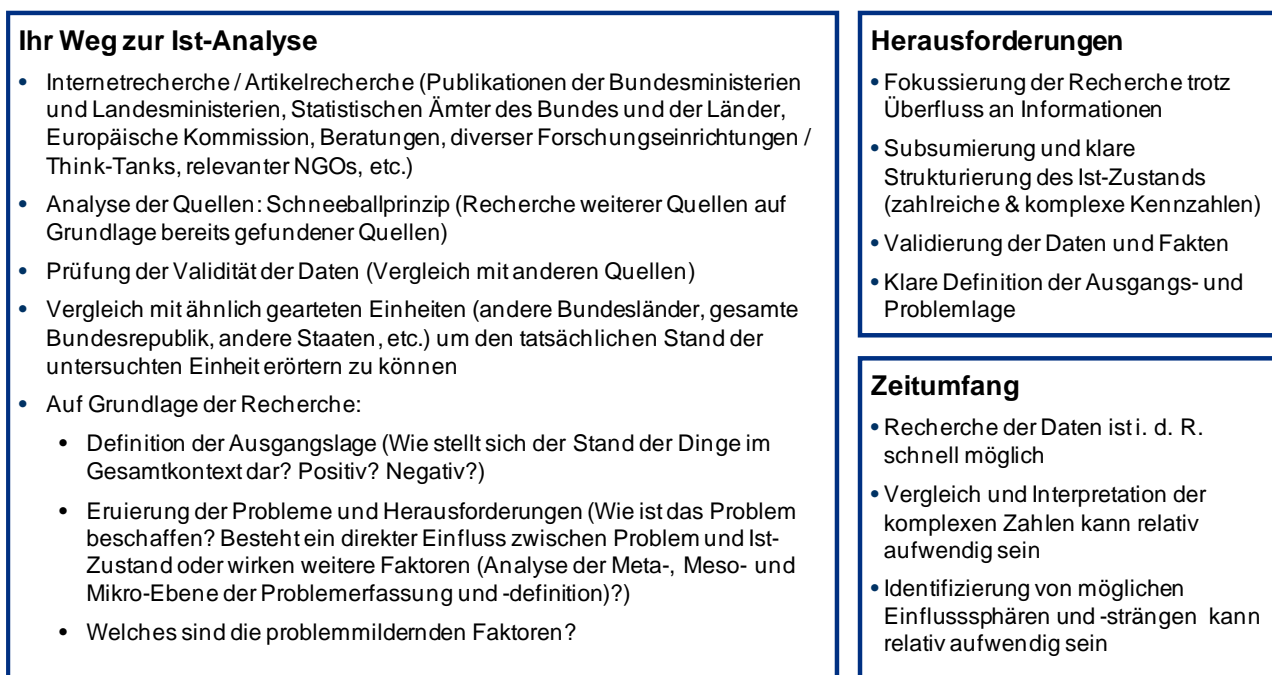 Ihr Weg zur Ist-Analyse
• Internetrecherche / Artikelrecherche (Publikationen der Bundesministerien
und Landesministerien, Statistischen Ämter des Bundes und der Länder,
Europäische Kommission, Beratungen, diverser Forschungseinrichtungen /
Think-Tanks, relevanter NGOs, etc.)
• Analyse der Quellen: Schneeballprinzip (Recherche weiterer Quellen auf
Grundlage bereits gefundener Quellen)
• Prüfung der Validität der Daten (Vergleich mit anderen Quellen)
• Vergleich mit ähnlich gearteten Einheiten (andere Bundesländer, gesamte
Bundesrepublik, andere Staaten, etc.) um den tatsächlichen Stand der
untersuchten Einheit erörtern zu können
• Auf Grundlage der Recherche:
• Definition der Ausgangslage (Wie stellt sich der Stand der Dinge im
Gesamtkontext dar? Positiv? Negativ?)
• Eruierung der Probleme und Herausforderungen (Wie ist das Problem
beschaffen? Besteht ein direkter Einfluss zwischen Problem und Ist-
Zustand oder wirken weitere Faktoren (Analyse der Meta-, Meso- und
Mikro-Ebene der Problemerfassung und -definition)?)
• Welches sind die problemmildernden Faktoren?
Herausforderungen
• Fokussierung der Recherche trotz
Überfluss an Informationen
• Subsumierung und klare
Strukturierung des Ist-Zustands
(zahlreiche & komplexe Kennzahlen)
• Validierung der Daten und Fakten
• Klare Definition der Ausgangs- und
Problemlage
Zeitumfang
• Recherche der Daten ist i. d. R.
schnell möglich
• Vergleich und Interpretation der
komplexen Zahlen kann relativ
aufwendig sein
• Identifizierung von möglichen
Einflusssphären und -strängen kann
relativ aufwendig sein